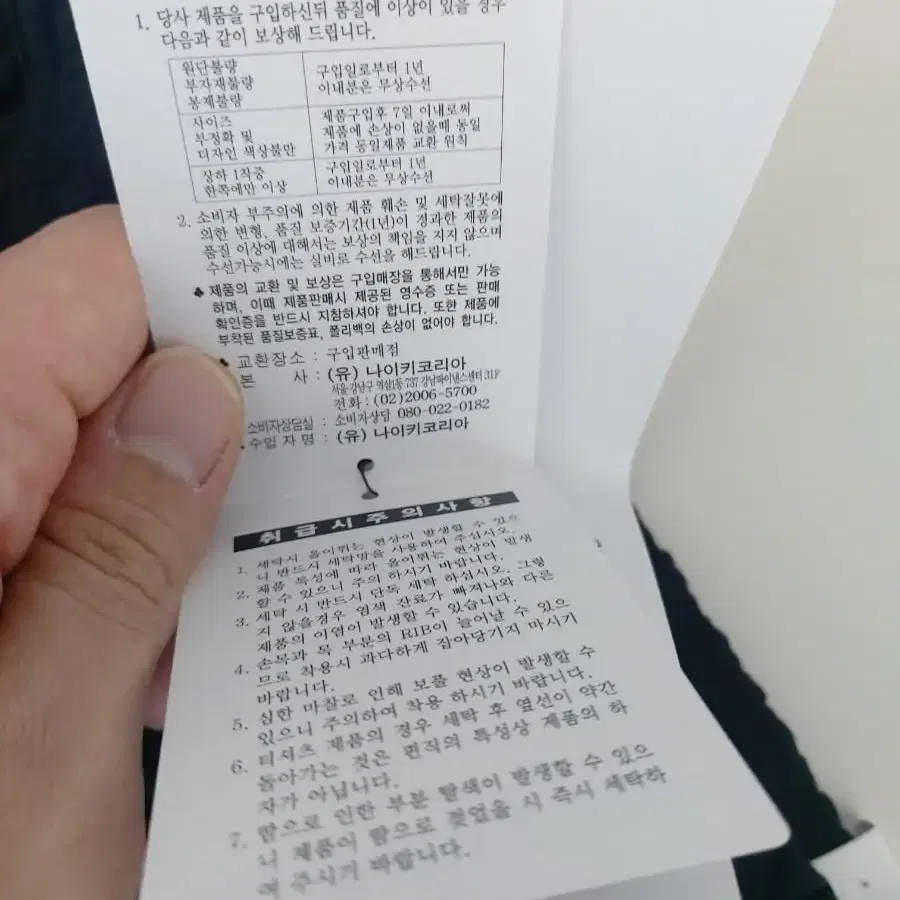 1. 당사 제품을 구입하신뒤 품질에 이상이 있을 경우
다음과 같이 보상해 드립니다.
원단불량
부자재불량
봉제불량
구입일로부터 1년
이내분은 무상수선
사이즈
부정확 및
디자인 색상불만
제품구입후 7일 이내로써
제품에 손상이 없을때 동일
가격 동일제품 교환 원칙
상하 1착중
한쪽에만 이상
구입일로부터 1년
이내분은 무상수선
2. 소비자 부주의에 의한 제품 훼손 및 세탁잘못에
의한 변형, 품질 보증기간(1년)이 경과한 제품의
품질 이상에 대해서는 보상의 책임을 지지 않으며
수선가능시에는 실비로 수선을 해드립니다.
♣ 제품의 교환 및 보상은 구입매장을 통해서만 가능
하며, 이때 제품판매시 제공된 영수증 또는 판매
확인증을 반드시 지참하셔야 합니다. 또한 제품에
부착된 품질보증표, 폴리백의 손상이 없어야 합니다.
♣ 교환장소 : 구입판매점
본 사 : (유) 나이키코리아
서울 강남구 역삼1동 737 강남파이낸스센터 31F
전화 : (02)2006-5700
소비자상담실 : 소비자상담 080-022-0182
수입자명 : (유) 나이키코리아
취급시주의사항
1. 세탁시 올이뛰는 현상이 발생할 수 있으
니 반드시 세탁망을 사용하여 주십시오.
2. 제품 특성에 따라 올이뛰는 현상이 발생
할 수 있으니 주의 하시기 바랍니다.
3. 세탁 시 반드시 단독 세탁 하십시오. 그렇
지 않을경우 염색 잔료가 빠져나와 다른
제품의 이염이 발생할 수 있습니다.
4. 손목과 목 부분의 RIB이 늘어날 수 있으
므로 착용시 과다하게 잡아당기지 마시기
바랍니다.
5. 심한 마찰로 인해 보풀 현상이 발생할 수
있으니 주의하여 착용 하시기 바랍니다.
6. 티셔츠 제품의 경우 세탁 후 옆선이 약간
돌아가는 것은 편직의 특성상 제품의 하
자가 아닙니다.
7. 땀으로 인한 부분 탈색이 발생할 수 있으
니 제품이 땀으로 젖었을 시 즉시 세탁하
여 주시기 바랍니다.